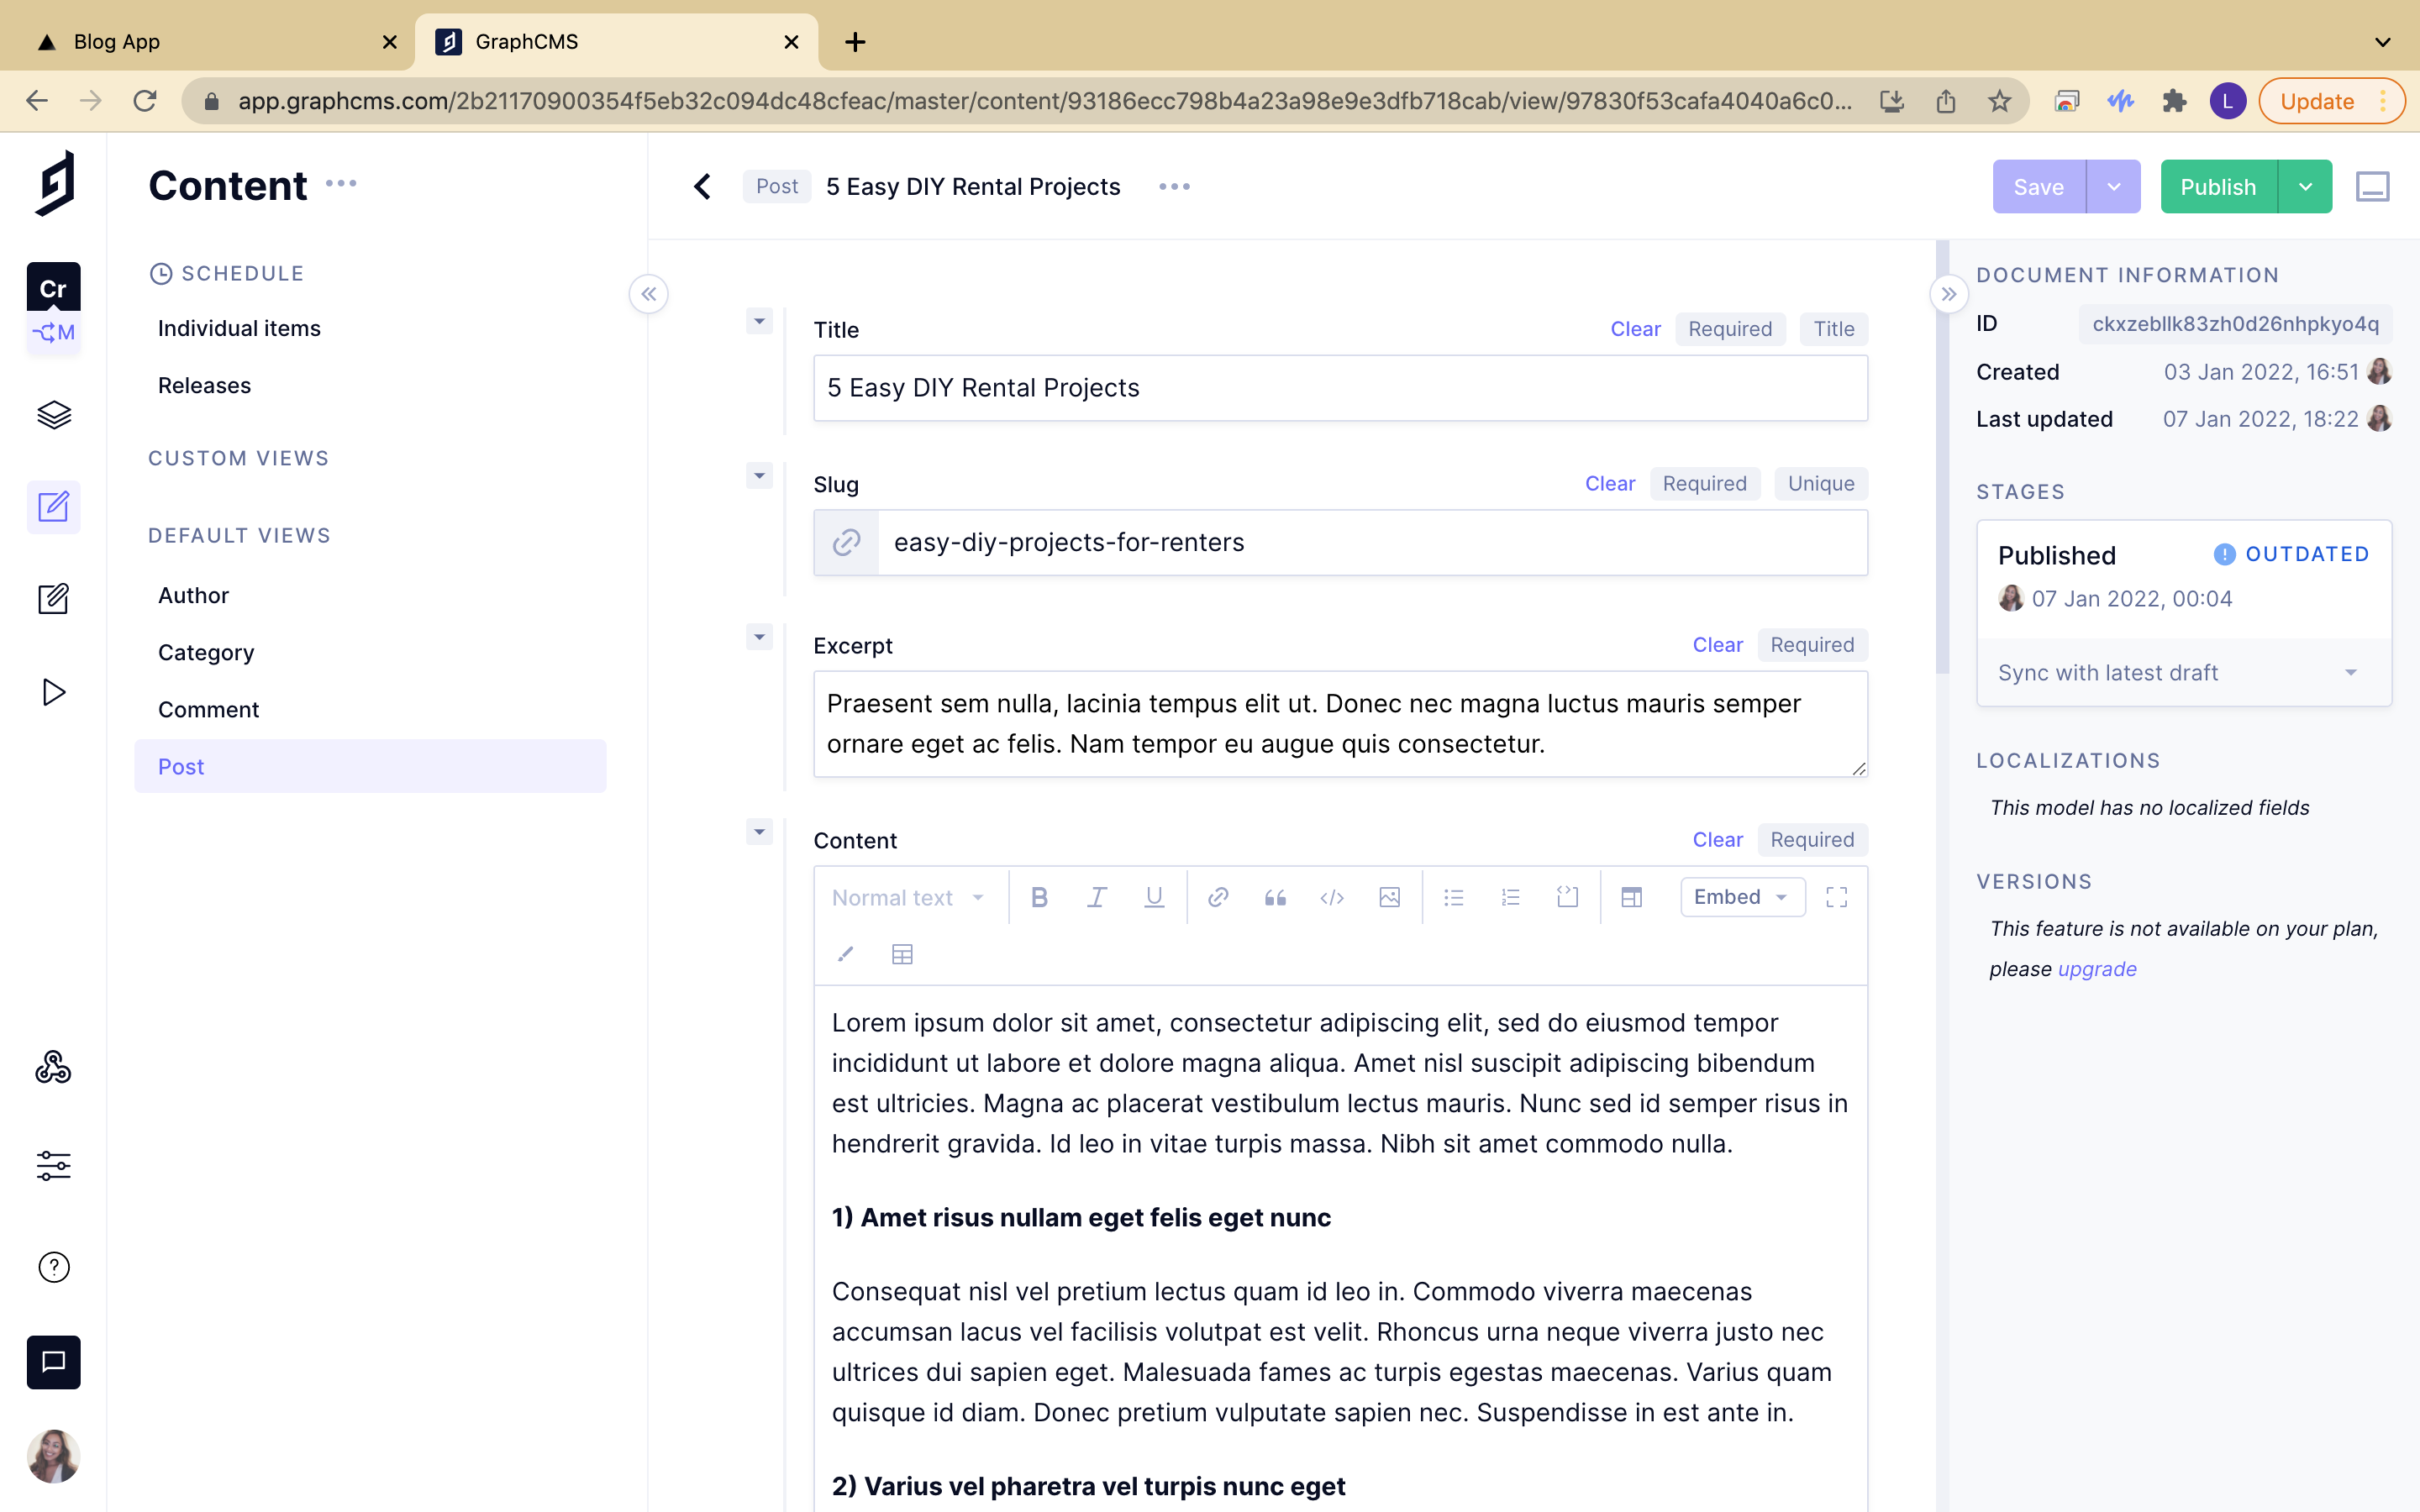 Blog App
GraphCMS
app.graphcms.com/2b21170900354f5eb32c094dc48cfeac/master/content/93186ecc798b4a23a98e9e3dfb718cab/view/97830f53cafa4040a6c0...
L
Update
Cr
M
Content
SCHEDULE
Individual items
Releases
CUSTOM VIEWS
DEFAULT VIEWS
Author
Category
Comment
Post
Post 5 Easy DIY Rental Projects
Save
Publish
Title Clear Required Title
5 Easy DIY Rental Projects
Slug Clear Required Unique
easy-diy-projects-for-renters
Excerpt Clear Required
Praesent sem nulla, lacinia tempus elit ut. Donec nec magna luctus mauris semper
ornare eget ac felis. Nam tempor eu augue quis consectetur.
Content Clear Required
Normal text B I U Embed
Lorem ipsum dolor sit amet, consectetur adipiscing elit, sed do eiusmod tempor
incididunt ut labore et dolore magna aliqua. Amet nisl suscipit adipiscing bibendum
est ultricies. Magna ac placerat vestibulum lectus mauris. Nunc sed id semper risus in
hendrerit gravida. Id leo in vitae turpis massa. Nibh sit amet commodo nulla.
1) Amet risus nullam eget felis eget nunc
Consequat nisl vel pretium lectus quam id leo in. Commodo viverra maecenas
accumsan lacus vel facilisis volutpat est velit. Rhoncus urna neque viverra justo nec
ultrices dui sapien eget. Malesuada fames ac turpis egestas maecenas. Varius quam
quisque id diam. Donec pretium vulputate sapien nec. Suspendisse in est ante in.
2) Varius vel pharetra vel turpis nunc eget
DOCUMENT INFORMATION
ID ckxzebllk83zh0d26nhpkyo4q
Created 03 Jan 2022, 16:51
Last updated 07 Jan 2022, 18:22
STAGES
Published OUTDATED
07 Jan 2022, 00:04
Sync with latest draft
LOCALIZATIONS
This model has no localized fields
VERSIONS
This feature is not available on your plan,
please upgrade